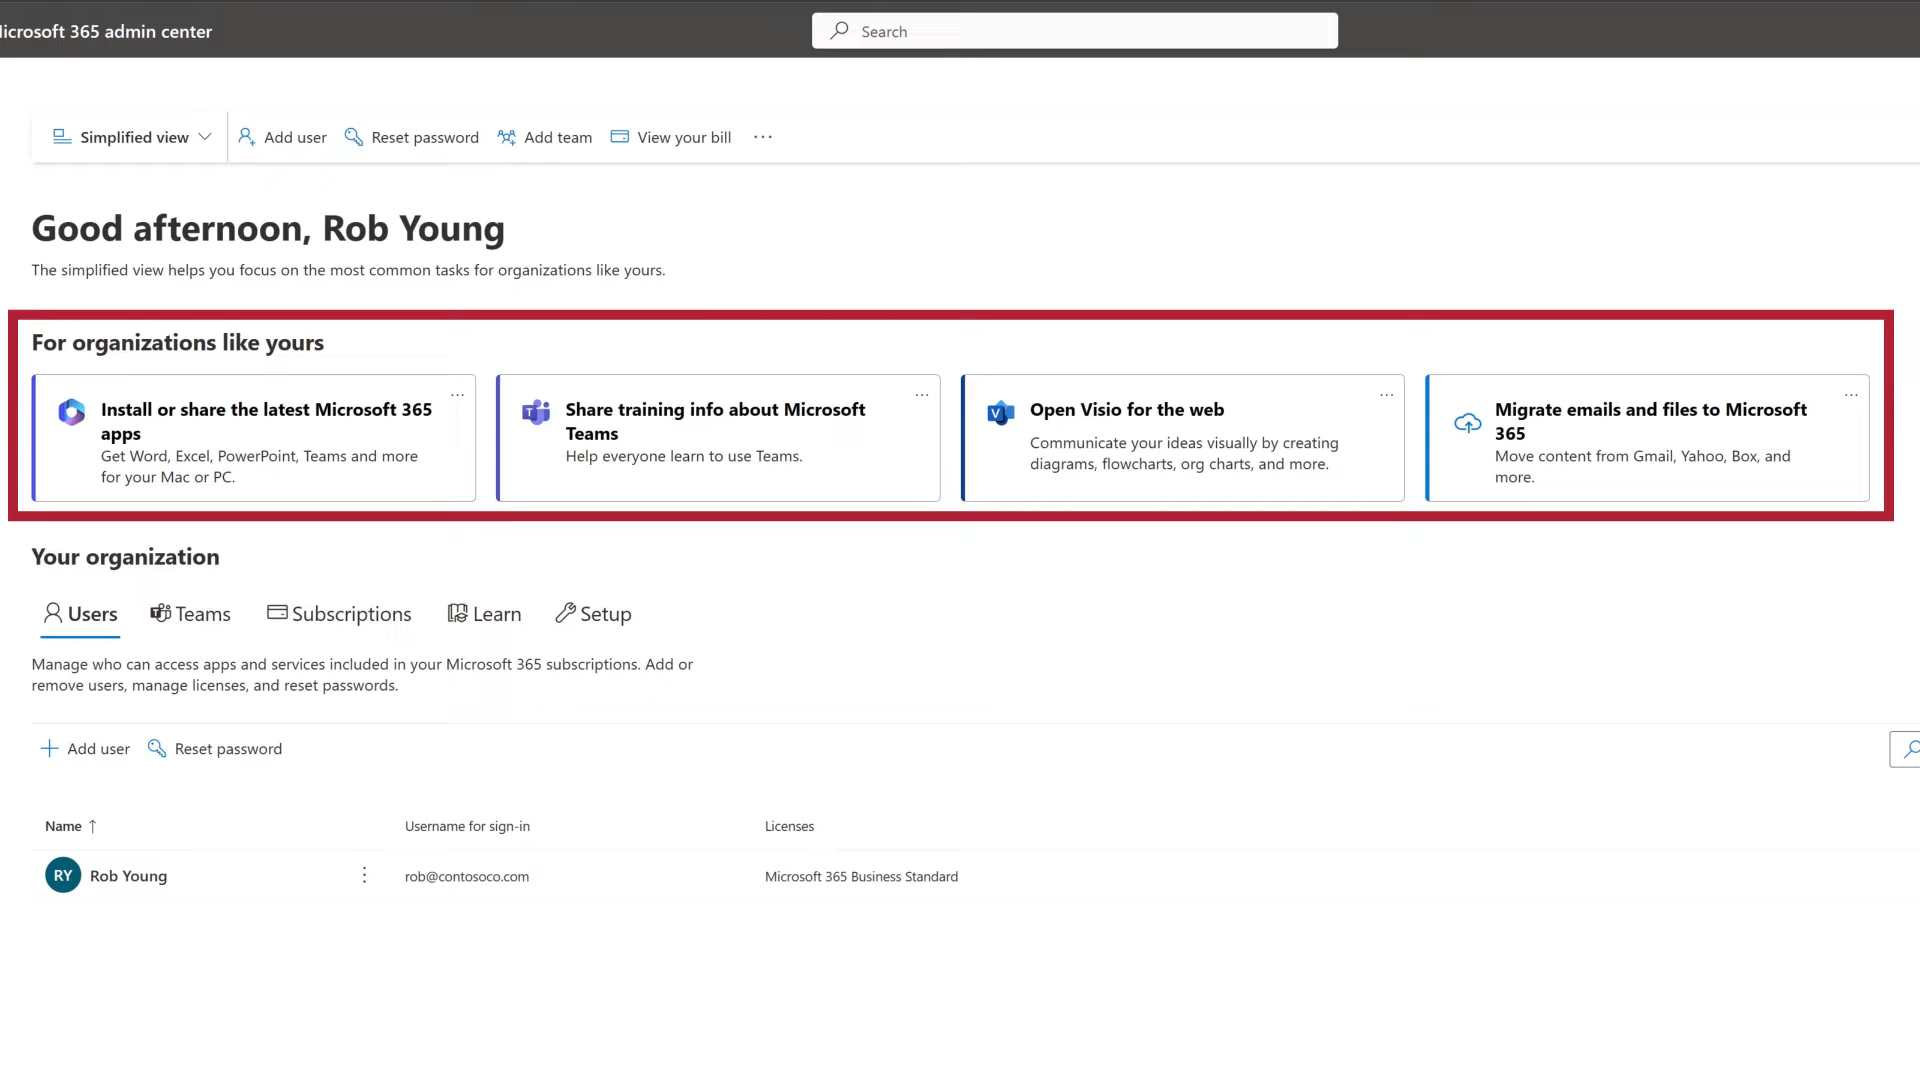 icrosoft 365 admin center
Search
Simplified view
Add user
Reset password
Add team
View your bill
Good afternoon, Rob Young
The simplified view helps you focus on the most common tasks for organizations like yours.
For organizations like yours
Install or share the latest Microsoft 365
apps
Get Word, Excel, PowerPoint, Teams and more
for your Mac or PC.
Share training info about Microsoft
Teams
Help everyone learn to use Teams.
Open Visio for the web
Communicate your ideas visually by creating
diagrams, flowcharts, org charts, and more.
Migrate emails and files to Microsoft
365
Move content from Gmail, Yahoo, Box, and
more.
Your organization
Users
Teams
Subscriptions
Learn
Setup
Manage who can access apps and services included in your Microsoft 365 subscriptions. Add or
remove users, manage licenses, and reset passwords.
Add user
Reset password
Name ↑
Username for sign-in
Licenses
RY
Rob Young
rob@contosoco.com
Microsoft 365 Business Standard